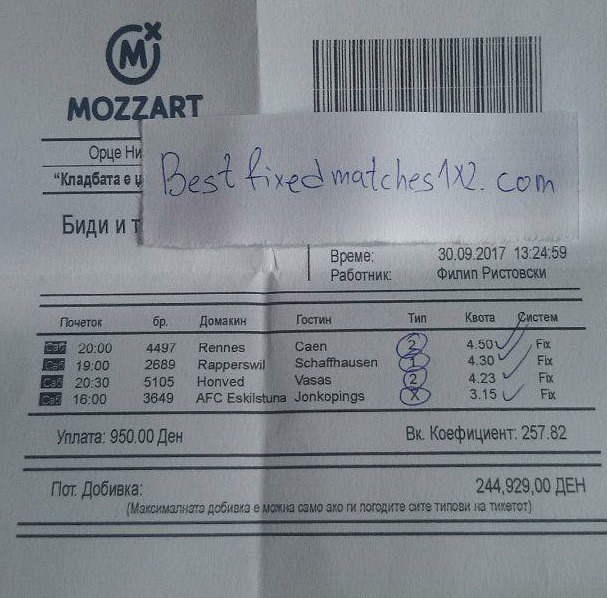 MOZZART
Орце Ни
"Кладбата е ц
Best fixedmatches1x2.com
Биди и т
Време: 30.09.2017 13:24:59
Работник: Филип Ристовски
Почеток бр. Домакин Гостин Тип Квота Систем
Саб 20:00 4497 Rennes Caen 2 4.50 Fix
Саб 19:00 2689 Rapperswil Schaffhausen 1 4.30 Fix
Саб 20:30 5105 Honved Vasas 2 4.23 Fix
Саб 16:00 3649 AFC Eskilstuna Jonkopings X 3.15 Fix
Уплата: 950.00 Ден Вк. Коефициент: 257.82
Пот. Добивка: 244,929,00 ДЕН
(Максималната добивка е можна само ако ги погодите сите типови на тикетот)